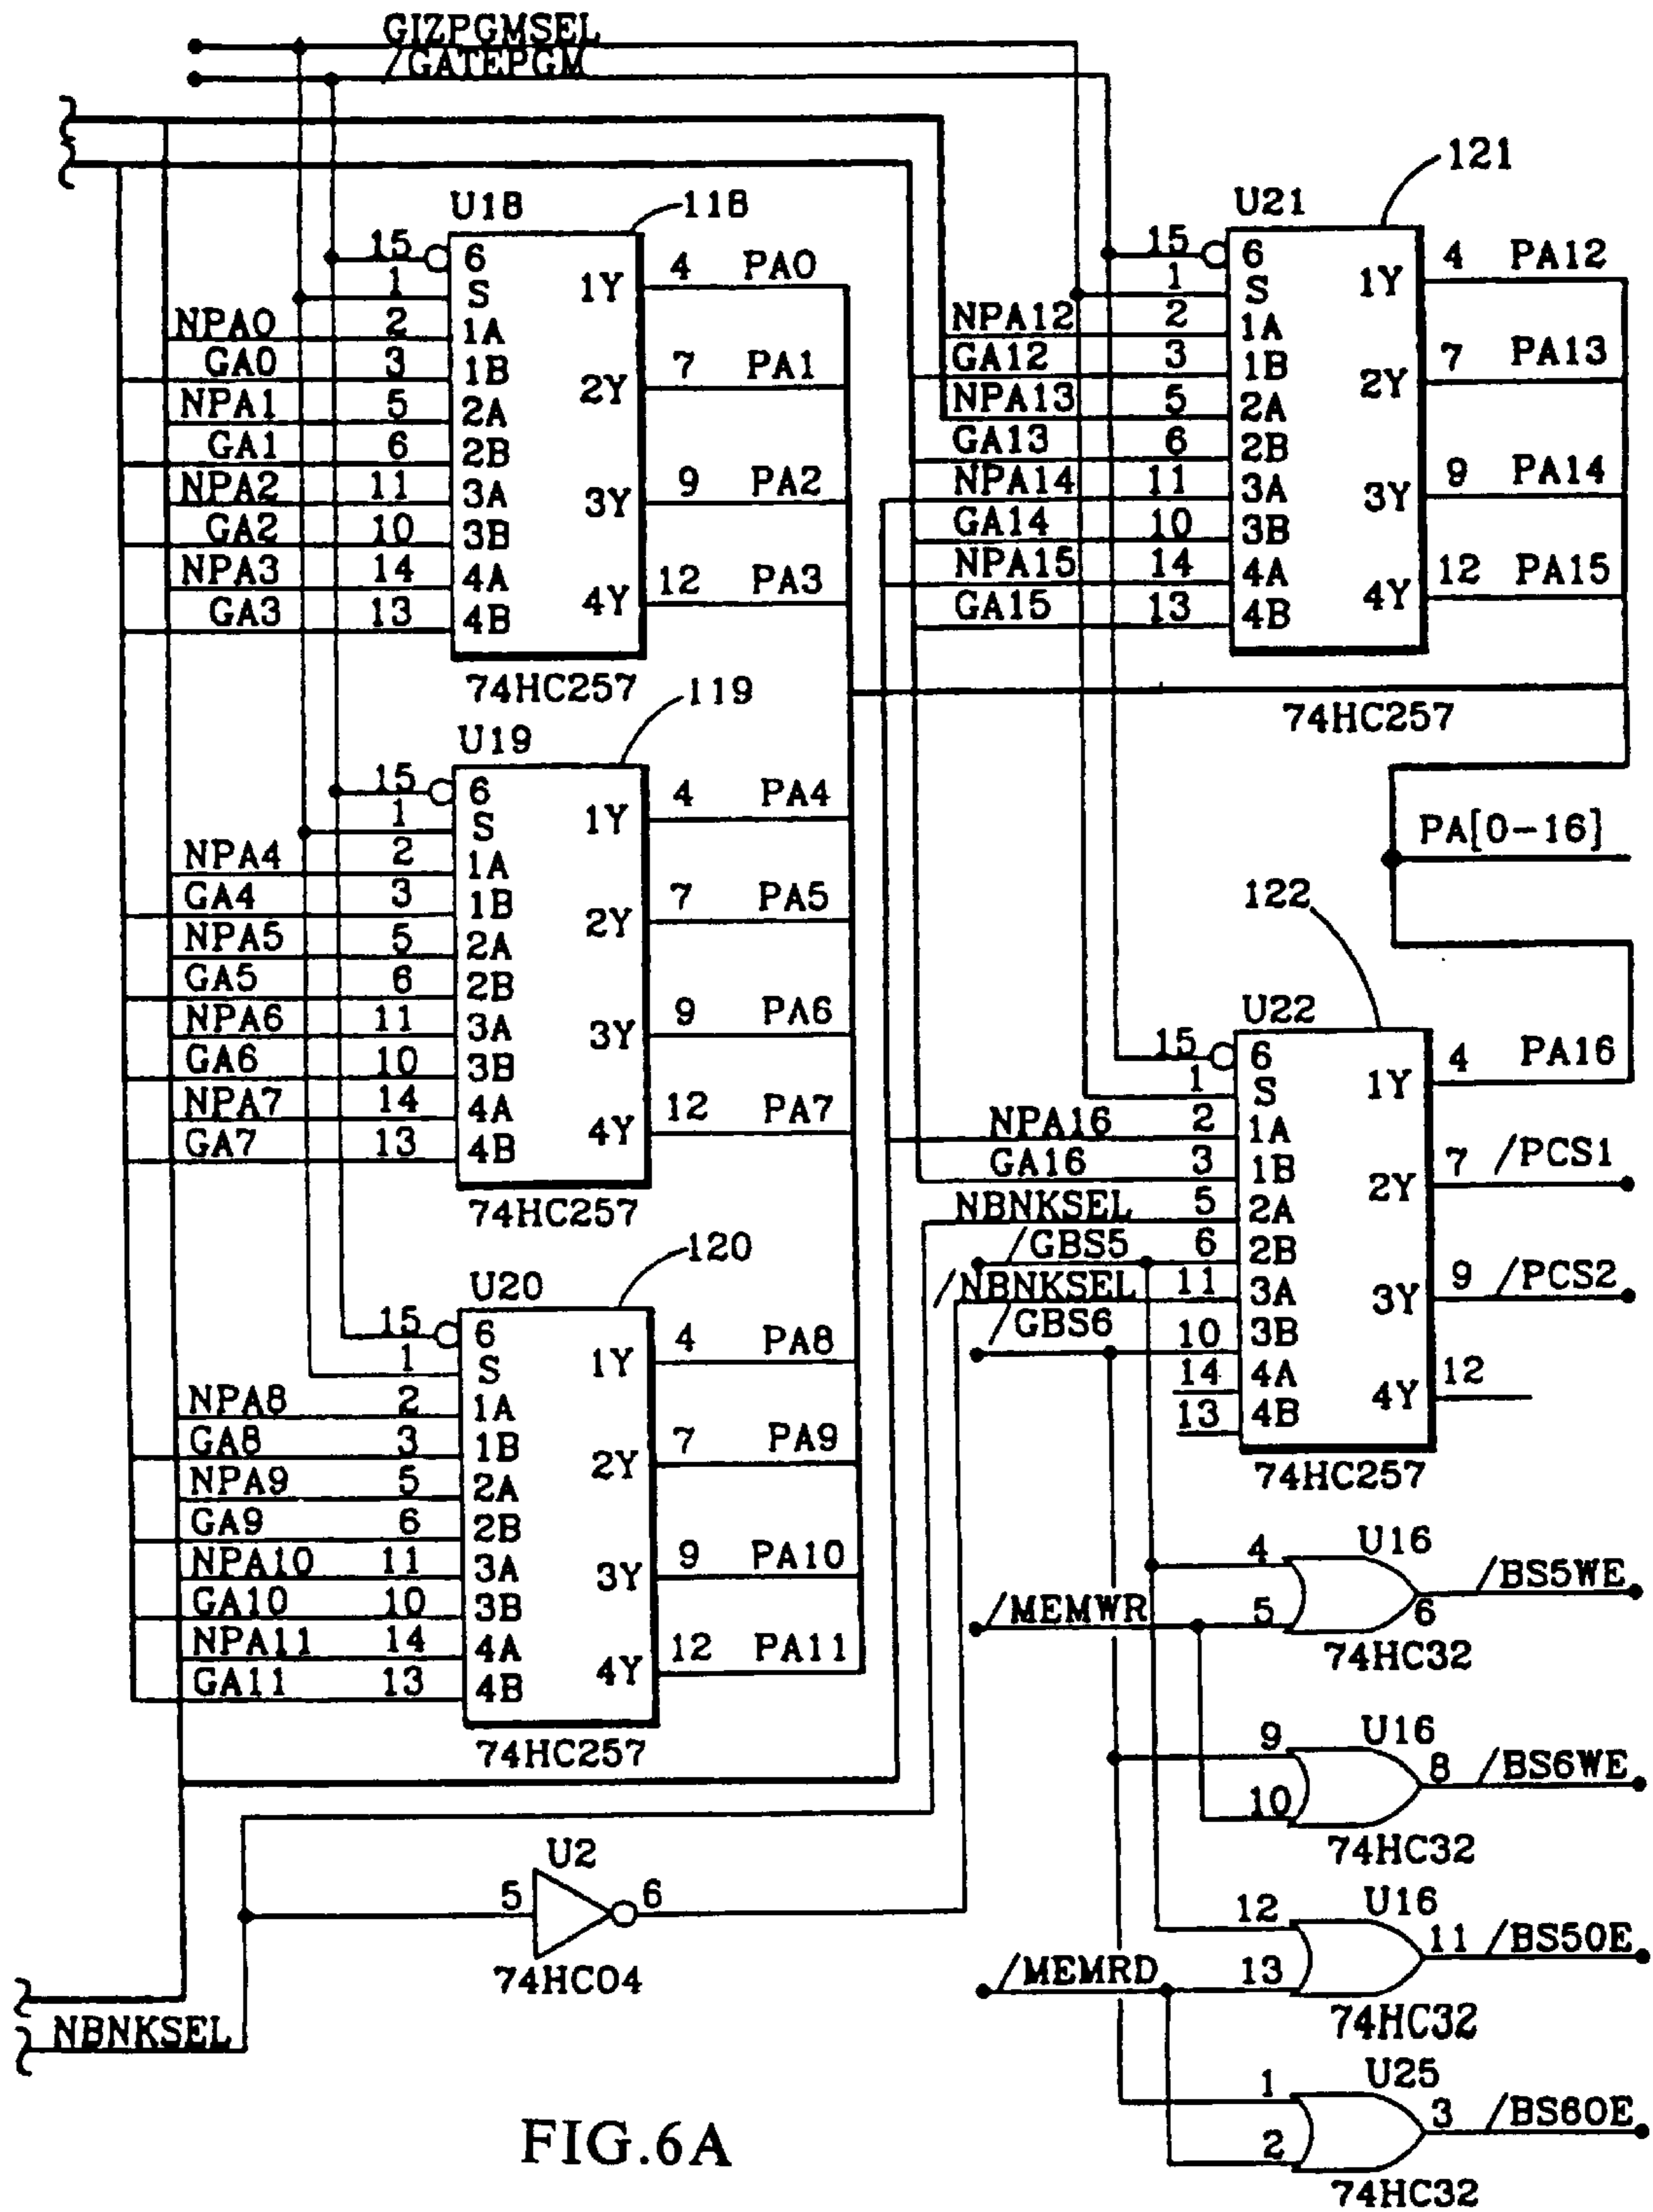 GIZPGMSEL
/GATEPGM
U18
118
15 6
1 S
NPA0 2 1A
GA0 3 1B
NPA1 5 2A
GA1 6 2B
NPA2 11 3A
GA2 10 3B
NPA3 14 4A
GA3 13 4B
1Y 4 PA0
2Y 7 PA1
3Y 9 PA2
4Y 12 PA3
74HC257
U19
119
15 6
1 S
NPA4 2 1A
GA4 3 1B
NPA5 5 2A
GA5 6 2B
NPA6 11 3A
GA6 10 3B
NPA7 14 4A
GA7 13 4B
1Y 4 PA4
2Y 7 PA5
3Y 9 PA6
4Y 12 PA7
74HC257
U20
120
15 6
1 S
NPA8 2 1A
GA8 3 1B
NPA9 5 2A
GA9 6 2B
NPA10 11 3A
GA10 10 3B
NPA11 14 4A
GA11 13 4B
1Y 4 PA8
2Y 7 PA9
3Y 9 PA10
4Y 12 PA11
74HC257
U21
121
15 6
1 S
NPA12 2 1A
GA12 3 1B
NPA13 5 2A
GA13 6 2B
NPA14 11 3A
GA14 10 3B
NPA15 14 4A
GA15 13 4B
1Y 4 PA12
2Y 7 PA13
3Y 9 PA14
4Y 12 PA15
74HC257
PA[0-16]
122
U22
15 6
1 S
NPA16 2 1A
GA16 3 1B
NBNKSEL 5 2A
/GBS5 6 2B
/NBNKSEL 11 3A
/GBS6 10 3B
14 4A
13 4B
1Y 4 PA16
2Y 7 /PCS1
3Y 9 /PCS2
4Y 12
74HC257
U16
4
/MEMWR 5
6 /BS5WE
74HC32
U16
9
10
8 /BS6WE
74HC32
U2
5 6
74HC04
U16
12
/MEMRD 13
11 /BS5OE
74HC32
NBNKSEL
U25
1
2
3 /BS6OE
74HC32
FIG.6A